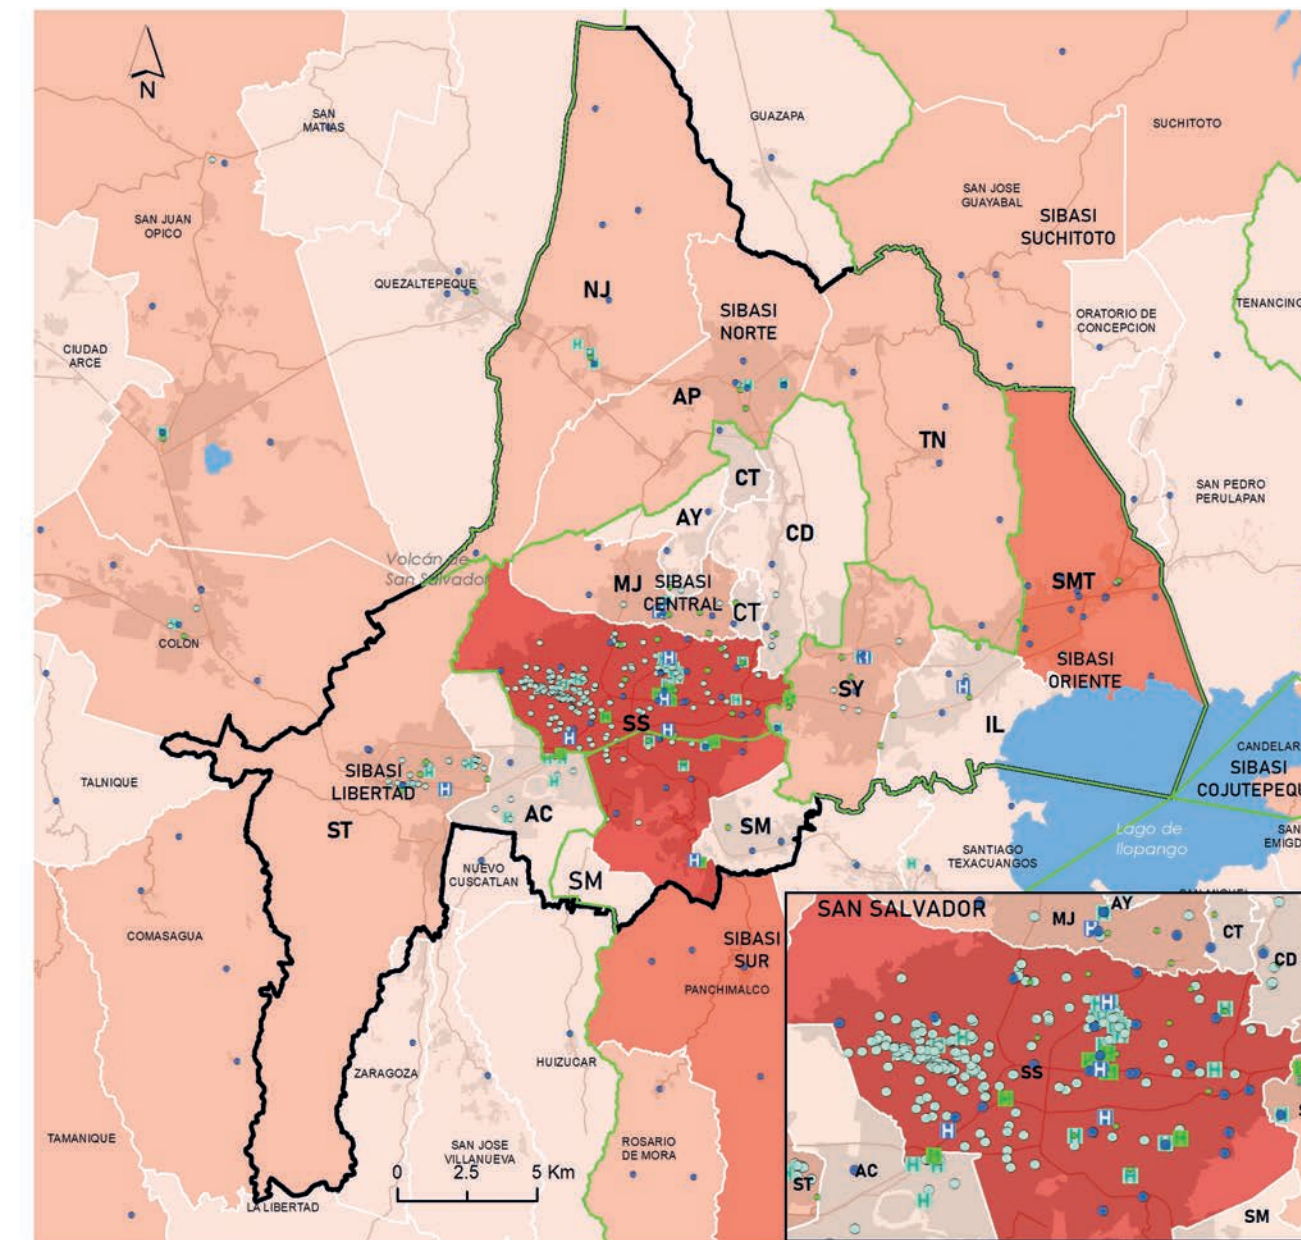 N
SAN
MATIAS
GUAZAPA
SUCHITOTO
SAN JOSE
GUAYABAL
SIBASI
SUCHITOTO
SAN JUAN
OPICO
QUEZALTEPEQUE
NJ
SIBASI
NORTE
ORATORIO DE
CONCEPCION
TENANCINGO
CIUDAD
ARCE
AP
TN
CT
SAN PEDRO
PERULAPAN
AY
CD
Volcán de
San Salvador
MJ
SIBASI
CENTRAL
CT
SMT
COLON
SIBASI
ORIENTE
SY
SS
IL
TALNIQUE
SIBASI
LIBERTAD
ST
AC
SM
CANDELAR
SIBASI
COJUTEPEQU
Lago de
Ilopango
SAN
EMIGD
SANTIAGO
TEXACUANGOS
NUEVO
CUSCATLAN
SM
COMASAGUA
SIBASI
SUR
PANCHIMALCO
ZARAGOZA
HUIZUCAR
TAMANIQUE
SAN JOSE
VILLANUEVA
ROSARIO
DE MORA
0 2.5 5 Km
LA LIBERTAD
SAN SALVADOR
MJ
AY
CT
CD
SS
AC
ST
SM